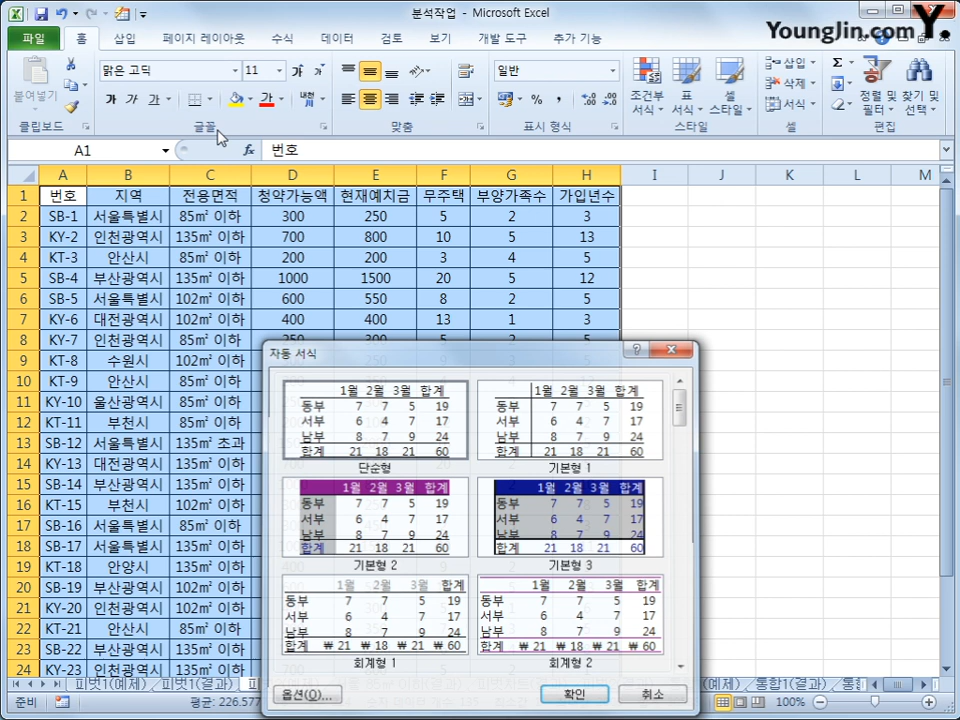 분석작업 - Microsoft Excel
Younglin.com Y.
파일 홈 삽입 페이지 레이아웃 수식 데이터 검토 보기 개발 도구 추가 기능
맑은 고딕 11 가 가 일반 삽입 Σ
붙여넣기 가 가 가 가 % , 조건부 서식 표 서식 셀 스타일 삭제 서식 정렬 및 필터 찾기 및 선택
클립보드 글꼴 맞춤 표시 형식 스타일 셀 편집
A1 fx 번호
A B C D E F G H I J K L M
1 번호 지역 전용면적 청약가능액 현재예치금 무주택 부양가족수 가입년수
2 SB-1 서울특별시 85㎡ 이하 300 250 5 2 3
3 KY-2 인천광역시 135㎡ 이하 700 800 10 5 13
4 KT-3 안산시 85㎡ 이하 200 200 3 4 5
5 SB-4 부산광역시 135㎡ 이하 1000 1500 20 5 12
6 SB-5 서울특별시 102㎡ 이하 600 550 8 2 5
7 KY-6 대전광역시 102㎡ 이하 400 400 13 1 3
8 KY-7 인천광역시 85㎡ 이하
9 KT-8 수원시 102㎡ 이하
10 KT-9 안산시 85㎡ 이하
11 KY-10 울산광역시 85㎡ 이하
12 KT-11 부천시 85㎡ 이하
13 SB-12 서울특별시 135㎡ 초과
14 KY-13 대전광역시 135㎡ 이하
15 SB-14 부산광역시 135㎡ 이하
16 KT-15 부천시 102㎡ 이하
17 SB-16 서울특별시 85㎡ 이하
18 SB-17 서울특별시 135㎡ 이하
19 KT-18 안양시 135㎡ 이하
20 SB-19 부산광역시 102㎡ 이하
21 KY-20 인천광역시 102㎡ 이하
22 KT-21 안산시 85㎡ 이하
23 SB-22 부산광역시 135㎡ 이하
24 KY-23 인천광역시 135㎡ 이하
자동 서식
1월 2월 3월 합계
동부 7 7 5 19
서부 6 4 7 17
남부 8 7 9 24
합계 21 18 21 60
단순형
1월 2월 3월 합계
동부 7 7 5 19
서부 6 4 7 17
남부 8 7 9 24
합계 21 18 21 60
기본형 1
1월 2월 3월 합계
동부 7 7 5 19
서부 6 4 7 17
남부 8 7 9 24
합계 21 18 21 60
기본형 2
1월 2월 3월 합계
동부 7 7 5 19
서부 6 4 7 17
남부 8 7 9 24
합계 21 18 21 60
기본형 3
1월 2월 3월 합계
동부 7 7 5 19
서부 6 4 7 17
남부 8 7 9 24
합계 ₩ 21 ₩ 18 ₩ 21 ₩ 60
회계형 1
1월 2월 3월 합계
동부 7 7 5 19
서부 6 4 7 17
남부 8 7 9 24
합계 ₩ 21 ₩ 18 ₩ 21 ₩ 60
회계형 2
옵션(O)... 확인 취소
피벗1(예제) 피벗1(결과) 통합1(결과)
준비 평균: 226.577 100%